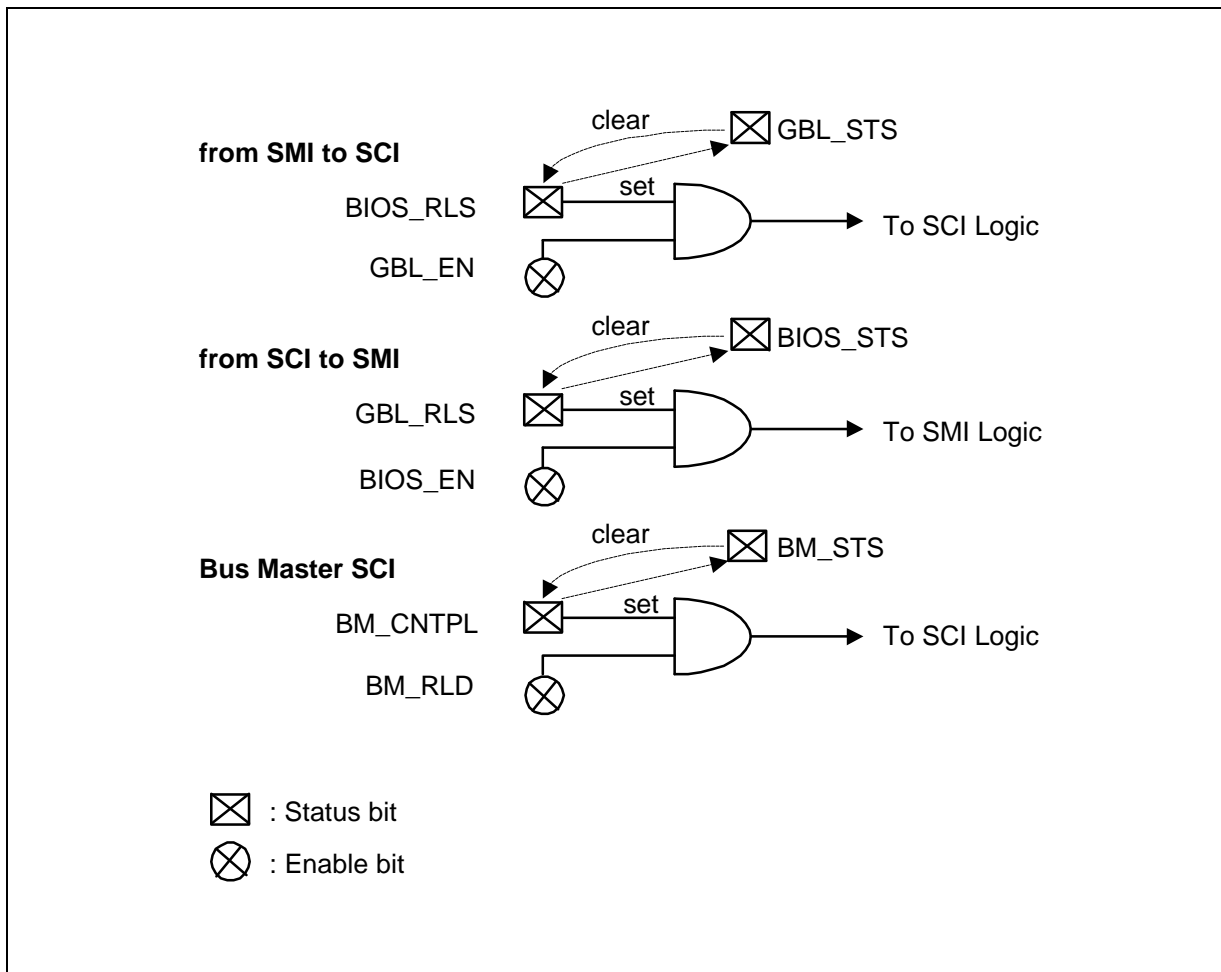 clear
GBL_STS
from SMI to SCI
set
BIOS_RLS
To SCI Logic
GBL_EN
clear
BIOS_STS
from SCI to SMI
set
GBL_RLS
To SMI Logic
BIOS_EN
clear
BM_STS
Bus Master SCI
set
BM_CNTPL
To SCI Logic
BM_RLD
: Status bit
: Enable bit